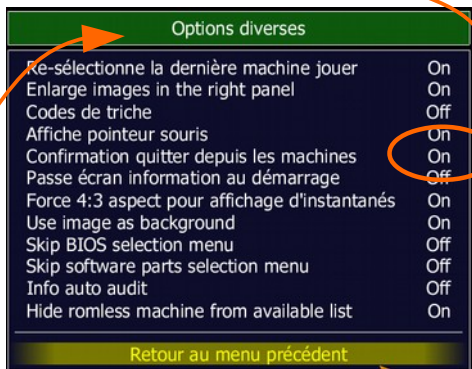 Options diverses
Re-sélectionne la dernière machine jouer On
Enlarge images in the right panel On
Codes de triche Off
Affiche pointeur souris On
Confirmation quitter depuis les machines On
Passe écran information au démarrage Off
Force 4:3 aspect pour affichage d'instantanés On
Use image as background On
Skip BIOS selection menu Off
Skip software parts selection menu Off
Info auto audit Off
Hide romless machine from available list On
Retour au menu précédent